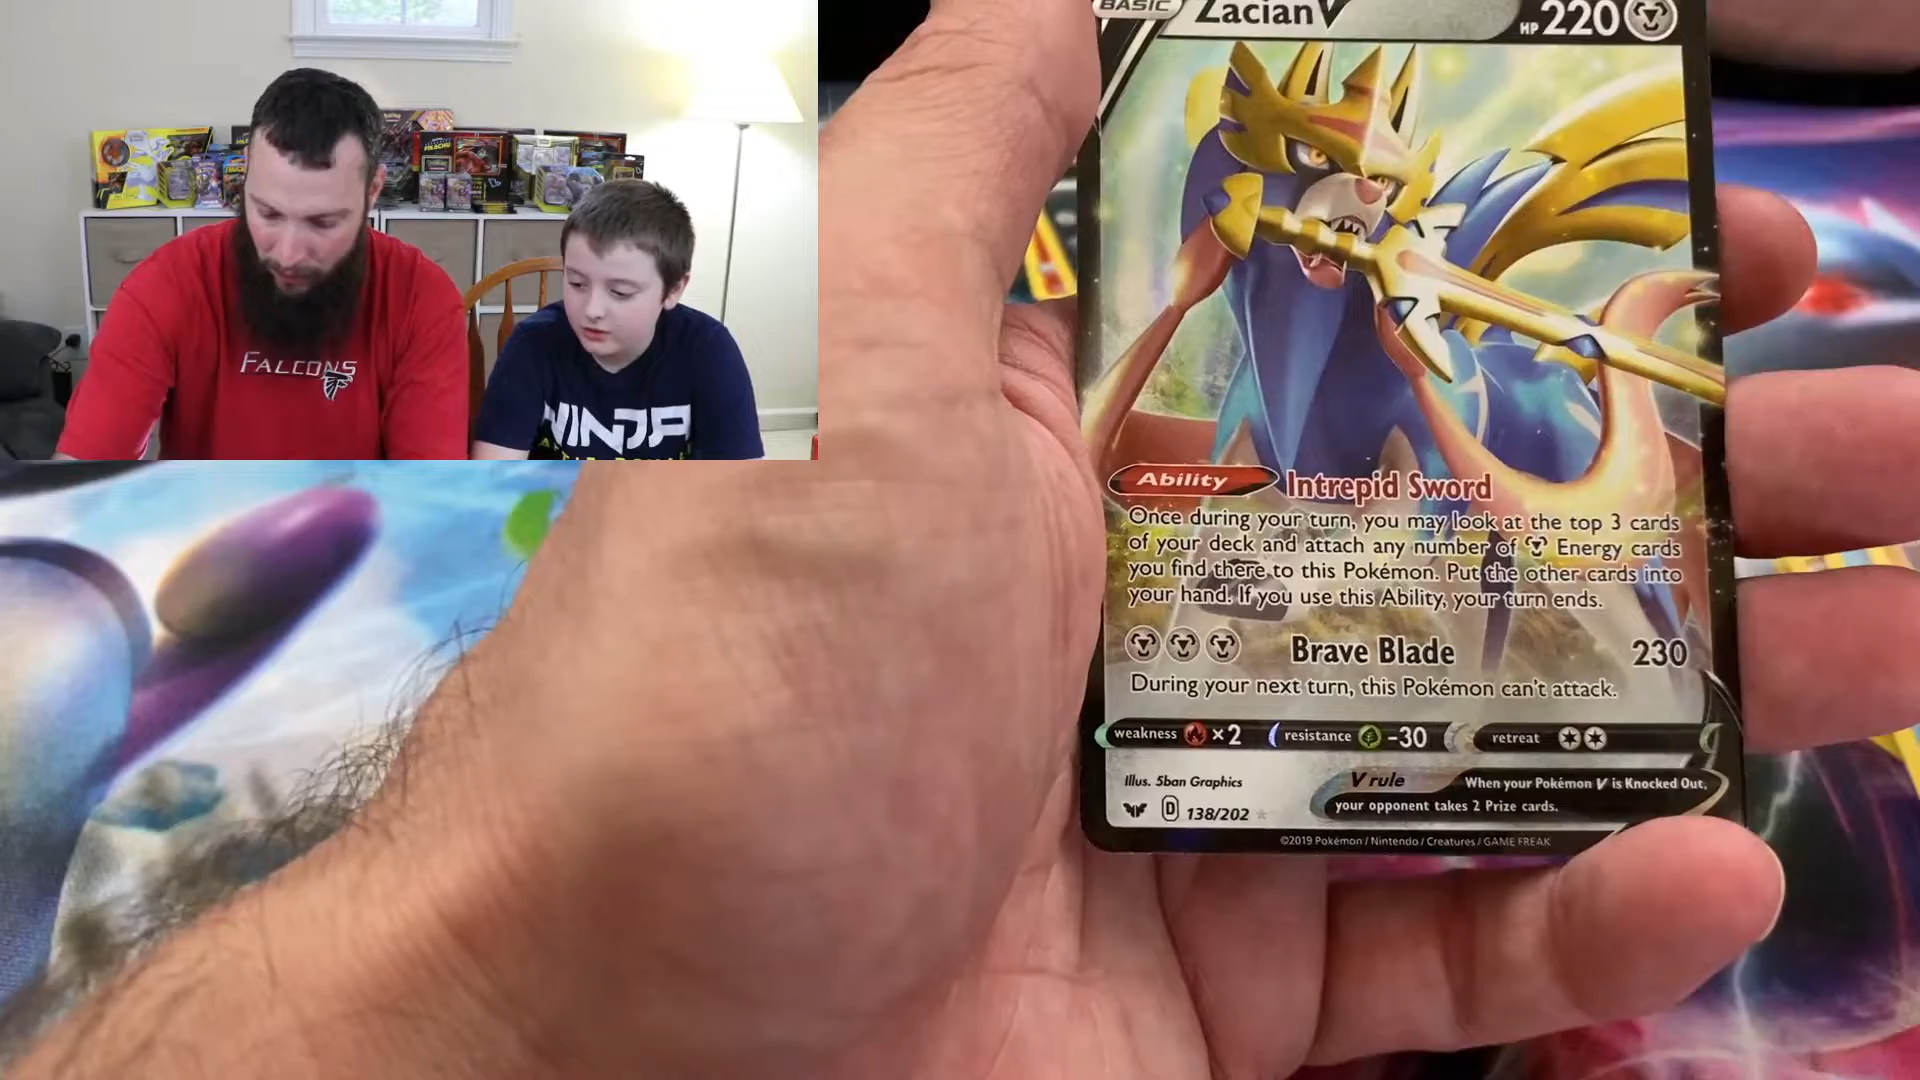 FALCONS
NINJA
BASIC
Zacian V
HP 220
Ability Intrepid Sword
Once during your turn, you may look at the top 3 cards
of your deck and attach any number of Energy cards
you find there to this Pokémon. Put the other cards into
your hand. If you use this Ability, your turn ends.
Brave Blade 230
During your next turn, this Pokémon can't attack.
weakness ×2 resistance -30 retreat
Illus. 5ban Graphics
V rule When your Pokémon V is Knocked Out,
your opponent takes 2 Prize cards.
D 138/202
©2019 Pokémon / Nintendo / Creatures / GAME FREAK